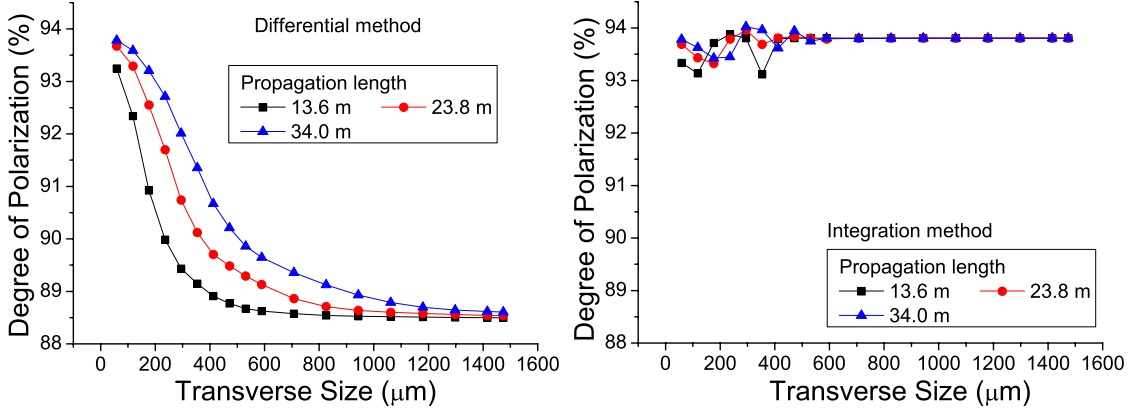 Differential method
Propagation length
13.6 m
23.8 m
34.0 m
Degree of Polarization (%)
94
93
92
91
90
89
88
0 200 400 600 800 1000 1200 1400 1600
Transverse Size (μm)
Integration method
Propagation length
13.6 m
23.8 m
34.0 m
Degree of Polarization (%)
94
93
92
91
90
89
88
0 200 400 600 800 1000 1200 1400 1600
Transverse Size (μm)